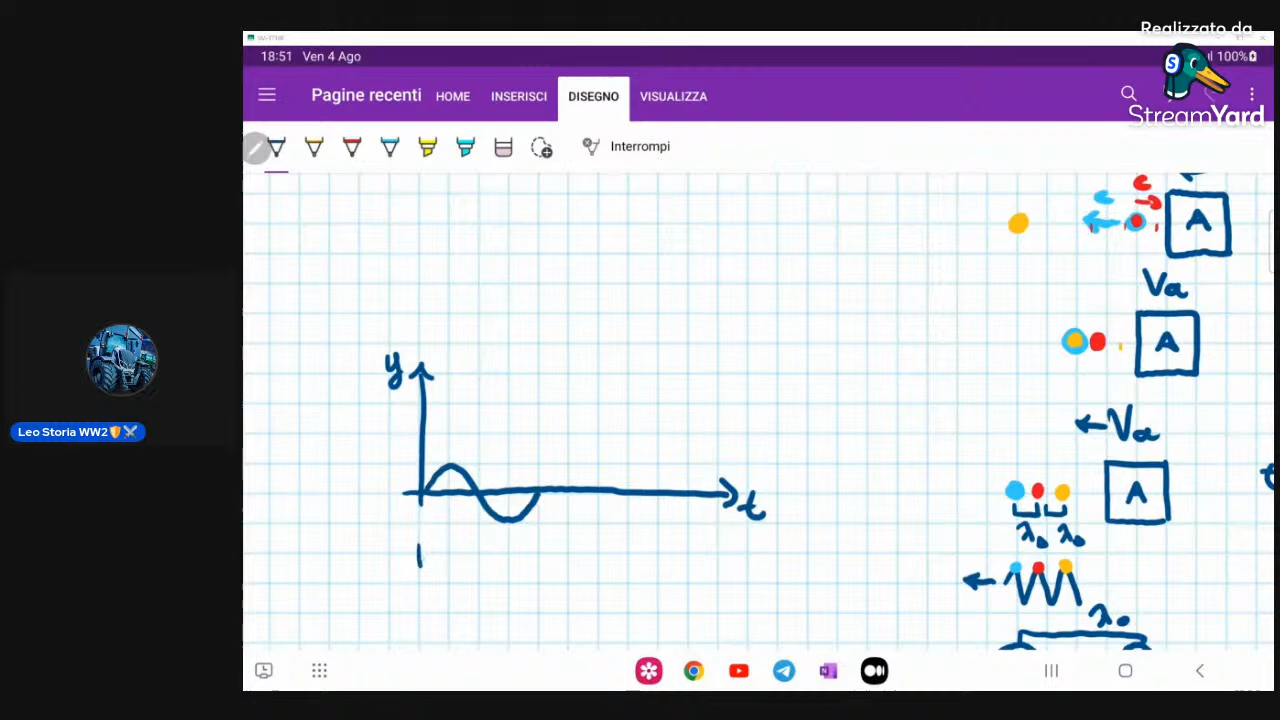 Realizzato da
StreamYard
18:51 Ven 4 Ago
100%
Pagine recenti HOME INSERISCI DISEGNO VISUALIZZA
Interrompi
c
c
A
Va
A
y
Va
A
t
λ₀ λ₀
λ₀
Leo Storia WW2